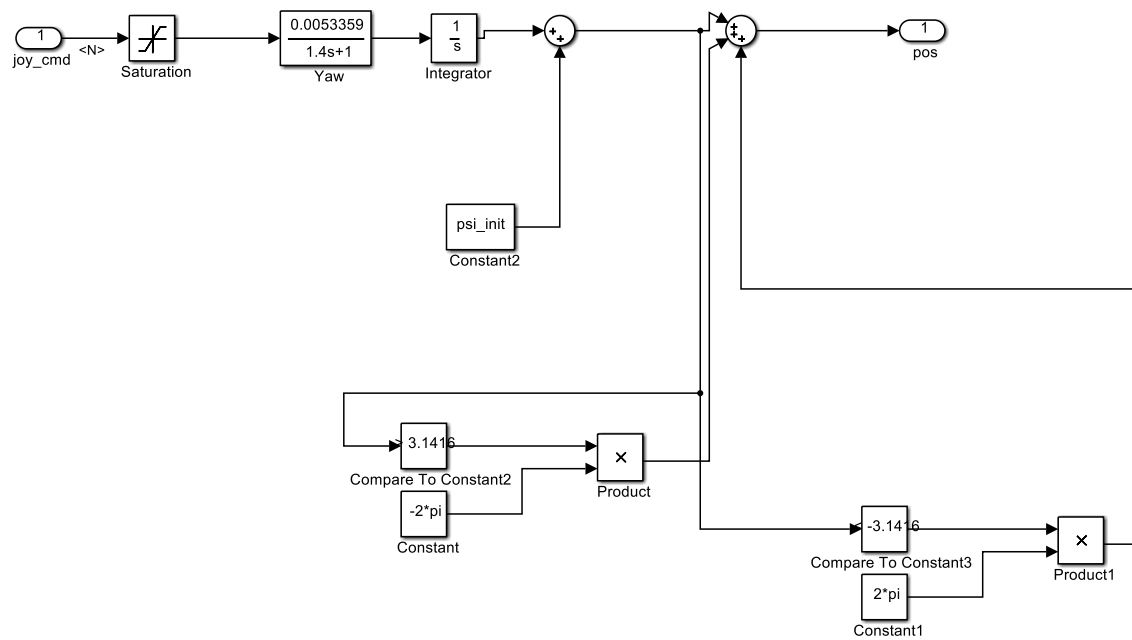 1
joy_cmd
<N>
Saturation
0.0053359
1.4s+1
Yaw
1
s
Integrator
1
pos
psi_init
Constant2
> 3.1416
Compare To Constant2
-2*pi
Constant
×
Product
< -3.1416
Compare To Constant3
2*pi
Constant1
×
Product1